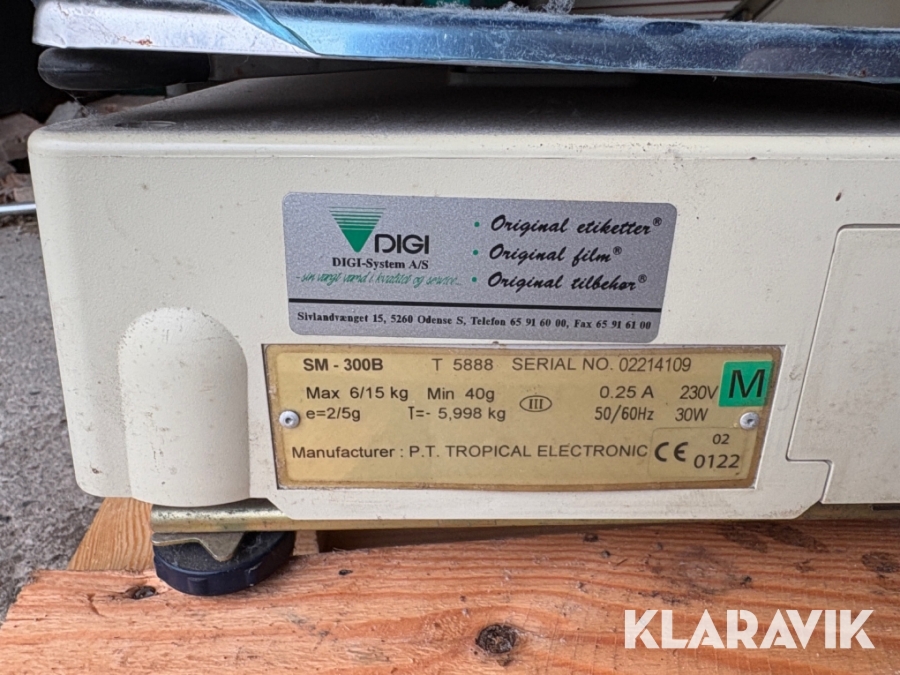 DIGI
DIGI-System A/S
- sin vægt værd i kvalitet og service...
• Original etiketter®
• Original film®
• Original tilbehør®
Sivlandvænget 15, 5260 Odense S, Telefon 65 91 60 00, Fax 65 91 61 00
SM - 300B T 5888 SERIAL NO. 02214109
Max 6/15 kg Min 40g III 0.25 A 230V M
e=2/5g T=- 5,998 kg 50/60Hz 30W
Manufacturer : P.T. TROPICAL ELECTRONIC CE 02 0122
KLARAVIK